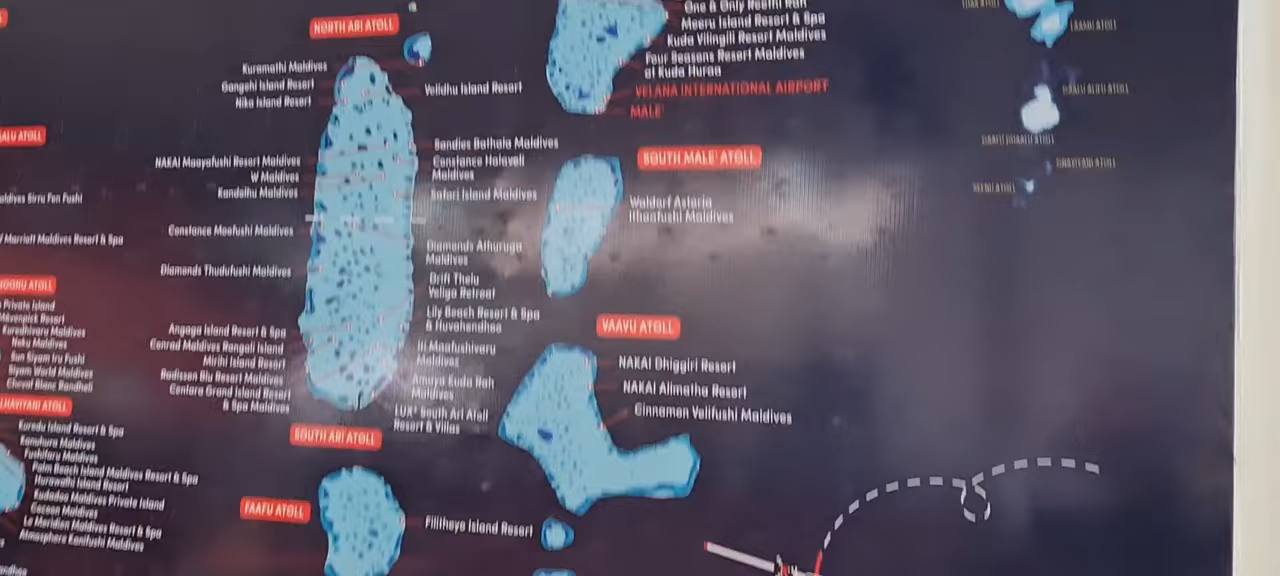 NORTH ARI ATOLL
Kuramathi Maldives
Gangehi Island Resort
Nika Island Resort
Velidhu Island Resort
NAKAI Maayafushi Resort Maldives
W Maldives
Kandolhu Maldives
Sandies Bathala Maldives
Constance Halaveli
Maldives
Safari Island Maldives
Constance Moofushi Maldives
Diamonds Thudufushi Maldives
Diamonds Athuruga
Maldives
Drift Thelu
Veliga Retreat
Lily Beach Resort & Spa
& Huvahendhoo
Angaga Island Resort & Spa
Conrad Maldives Rangali Island
Mirihi Island Resort
Radisson Blu Resort Maldives
Centara Grand Island Resort
& Spa Maldives
Maldives
Amaya Kuda Rah
Maldives
LUX* South Ari Atoll
Resort & Villas
SOUTH ARI ATOLL
FAAFU ATOLL
Filitheyo Island Resort
One & Only Reethi Rah
Meeru Island Resort & Spa
Kuda Vilingili Resort Maldives
Four Seasons Resort Maldives
at Kuda Huraa
VELANA INTERNATIONAL AIRPORT
MALE'
SOUTH MALE' ATOLL
Waldorf Astoria
Ithaafushi Maldives
VAAVU ATOLL
NAKAI Dhiggiri Resort
NAKAI Alimatha Resort
Cinnamon Velifushi Maldives
ATOLL
Marriott Maldives Resort & Spa
ATOLL
Private Island
Kuredhivaru Maldives
Noku Maldives
Sun Siyam Iru Fushi
Siyam World Maldives
Cheval Blanc Randheli
LHAVIYANI ATOLL
Kuredu Island Resort & Spa
Kanuhura Maldives
Fushifaru Maldives
Palm Beach Island Maldives Resort & Spa
Hurawalhi Island Resort
Kudadoo Maldives Private Island
Cocoon Maldives
Le Meridien Maldives Resort & Spa
Atmosphere Kanifushi Maldives